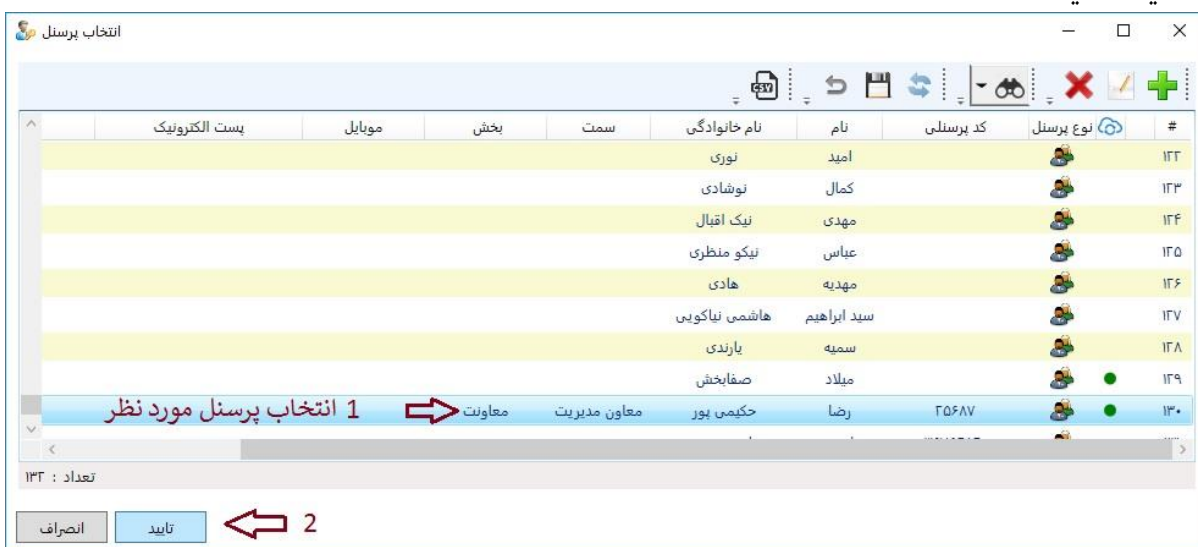 انتخاب پرسنل
CSV
# نوع پرسنل کد پرسنلی نام نام خانوادگی سمت بخش موبایل پست الکترونیک
۱۲۲ امید نوری
۱۲۳ کمال نوشادی
۱۲۴ مهدی نیک اقبال
۱۲۵ عباس نیکو منظری
۱۲۶ مهدیه هادی
۱۲۷ سید ابراهیم هاشمی نیاکویی
۱۲۸ سمیه یارندی
۱۲۹ میلاد صفابخش
۱۳۰ ۲۵۶۸۷ رضا حکیمی پور معاون مدیریت معاونت 1 انتخاب پرسنل مورد نظر
تعداد : ۱۳۲
2 تایید انصراف